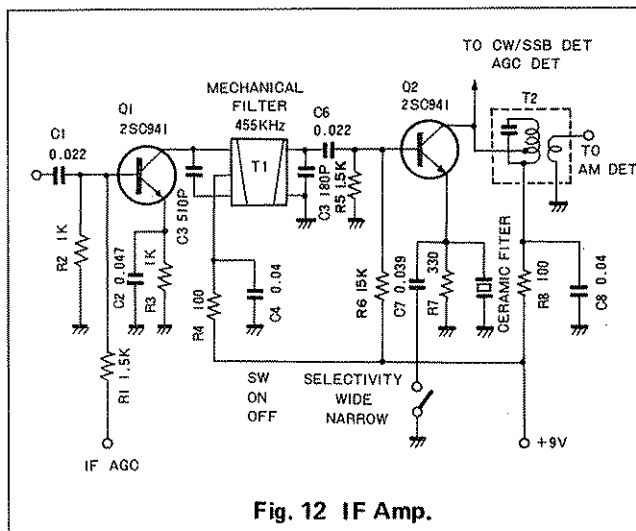 TO CW/SSB DET
AGC DET
MECHANICAL
FILTER
455KHz
Q1
2SC941
Q2
2SC941
T2
C1
0.022
C6
0.022
T1
TO
AM DET
C3 510P
C3 180P
R5 1.5K
R2 1K
C2 0.047
R3 1K
R4 100
C4 0.04
R6 15K
C7 0.039
R7 330
CERAMIC FITER
R8 100
C8 0.04
R1 1.5K
SW
ON
OFF
SELECTIVITY
WIDE
NARROW
IF AGC
+9V
Fig. 12 IF Amp.